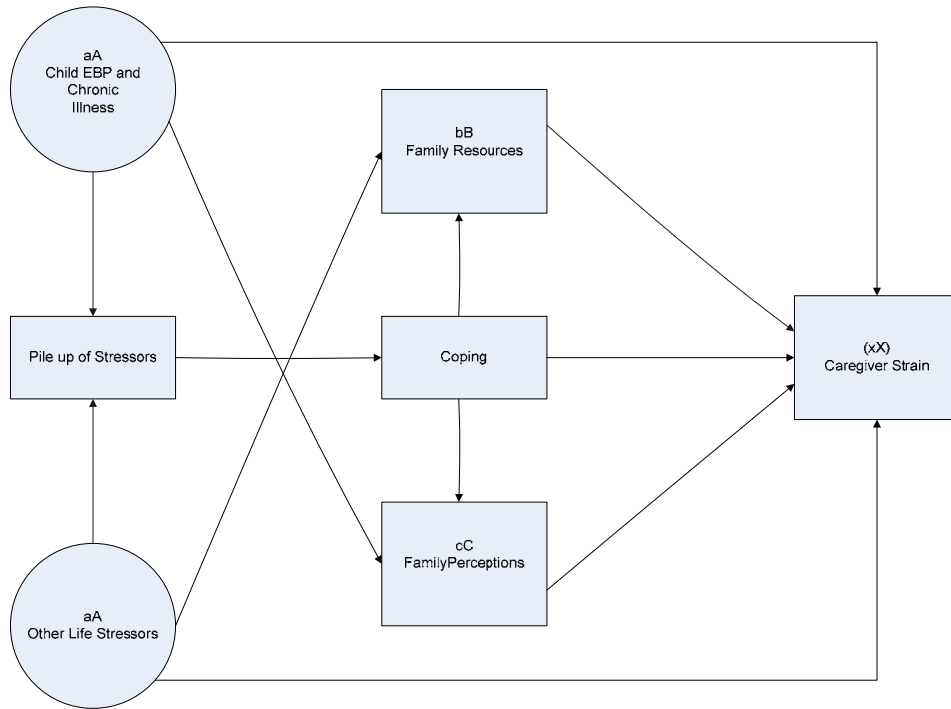 aA
Child EBP and
Chronic
Illness
bB
Family Resources
Pile up of Stressors
Coping
(xX)
Caregiver Strain
cC
FamilyPerceptions
aA
Other Life Stressors